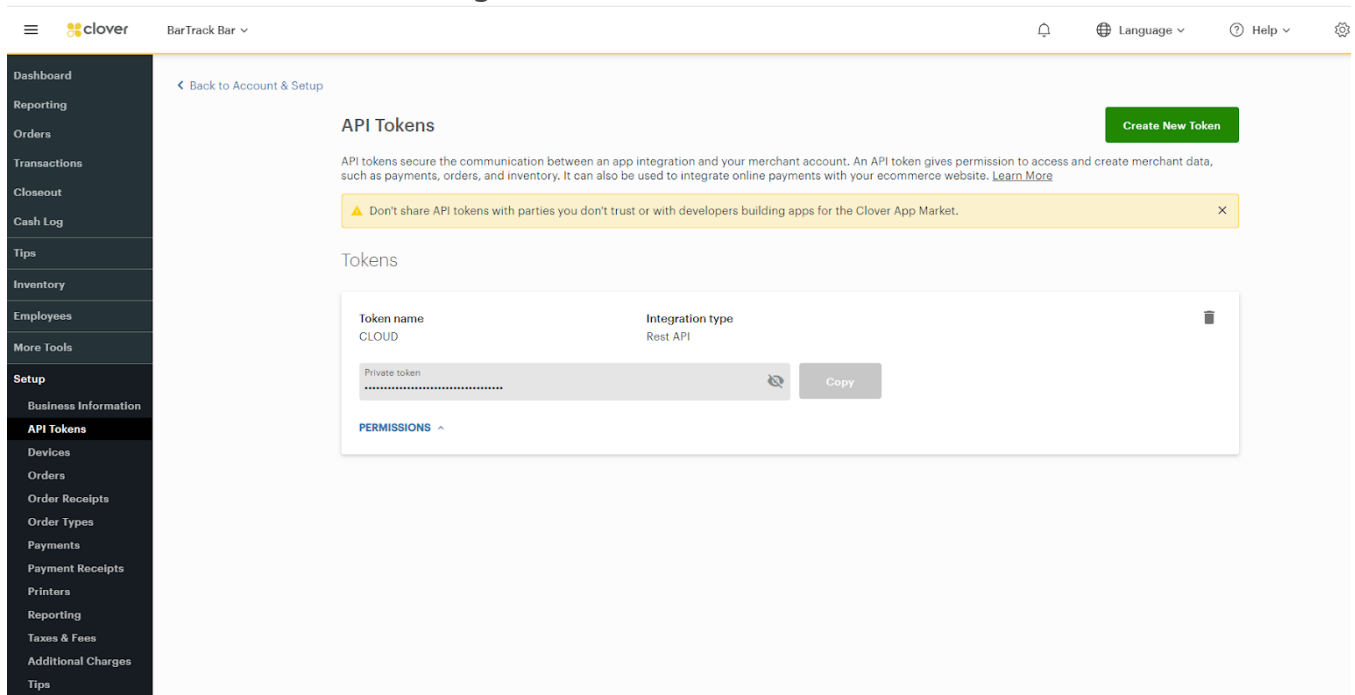 clover
BarTrack Bar
Language
Help
Dashboard
Reporting
Orders
Transactions
Closeout
Cash Log
Tips
Inventory
Employees
More Tools
Setup
Business Information
API Tokens
Devices
Orders
Order Receipts
Order Types
Payments
Payment Receipts
Printers
Reporting
Taxes & Fees
Additional Charges
Tips
Back to Account & Setup
API Tokens
Create New Token
API tokens secure the communication between an app integration and your merchant account. An API token gives permission to access and create merchant data,
such as payments, orders, and inventory. It can also be used to integrate online payments with your ecommerce website. Learn More
Don't share API tokens with parties you don't trust or with developers building apps for the Clover App Market.
Tokens
Token name
CLOUD
Integration type
Rest API
Private token
Copy
PERMISSIONS